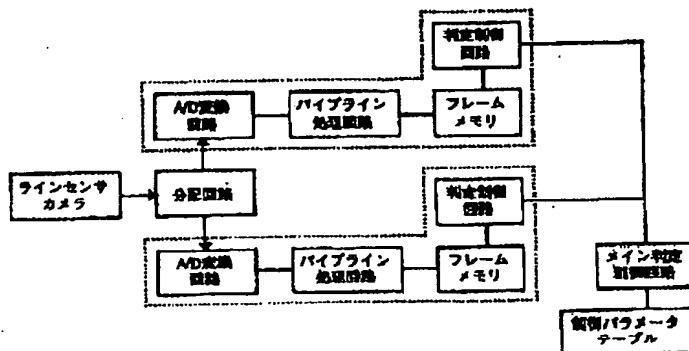 判定制御
回路
A/D変換
回路
パイプライン
処理回路
フレーム
メモリ
ラインセンサ
カメラ
分配回路
判定制御
回路
A/D変換
回路
パイプライン
処理回路
フレーム
メモリ
メイン判定
制御回路
制御パラメータ
テーブル